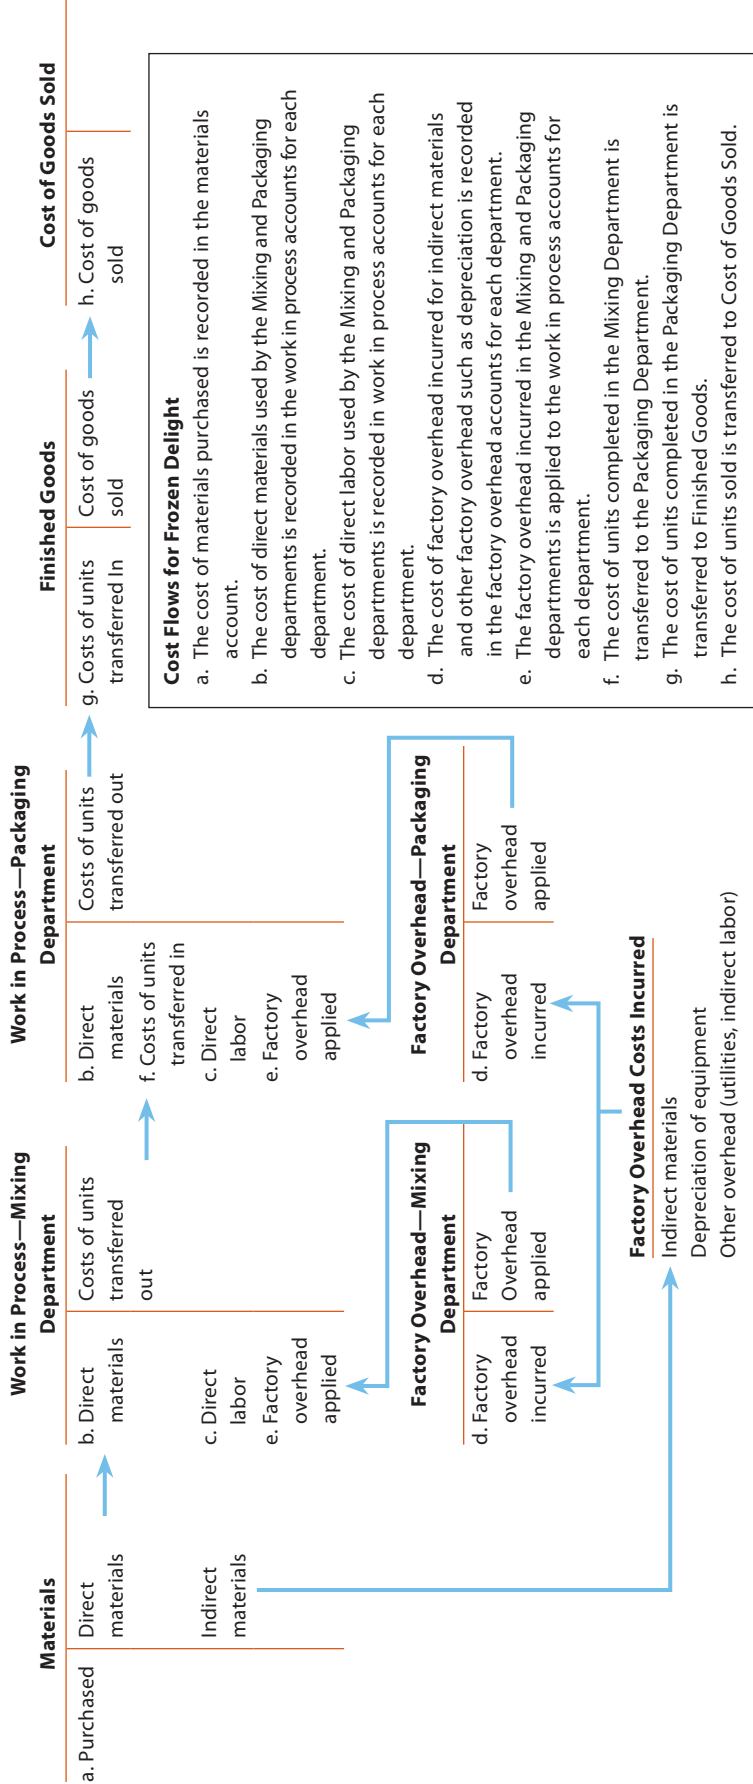 Materials
a. Purchased
Direct
materials
Indirect
materials
Work in Process—Mixing
Department
b. Direct
materials
c. Direct
labor
e. Factory
overhead
applied
Costs of units
transferred
out
Work in Process—Packaging
Department
b. Direct
materials
f. Costs of units
transferred in
c. Direct
labor
e. Factory
overhead
applied
Costs of units
transferred out
Finished Goods
g. Costs of units
transferred In
Cost of goods
sold
Cost of Goods Sold
h. Cost of goods
sold
Factory Overhead—Mixing
Department
d. Factory
overhead
incurred
Factory
Overhead
applied
Factory Overhead—Packaging
Department
d. Factory
overhead
incurred
Factory
overhead
applied
Factory Overhead Costs Incurred
Indirect materials
Depreciation of equipment
Other overhead (utilities, indirect labor)
Cost Flows for Frozen Delight
a. The cost of materials purchased is recorded in the materials
account.
b. The cost of direct materials used by the Mixing and Packaging
departments is recorded in the work in process accounts for each
department.
c. The cost of direct labor used by the Mixing and Packaging
departments is recorded in work in process accounts for each
department.
d. The cost of factory overhead incurred for indirect materials
and other factory overhead such as depreciation is recorded
in the factory overhead accounts for each department.
e. The factory overhead incurred in the Mixing and Packaging
departments is applied to the work in process accounts for
each department.
f. The cost of units completed in the Mixing Department is
transferred to the Packaging Department.
g. The cost of units completed in the Packaging Department is
transferred to Finished Goods.
h. The cost of units sold is transferred to Cost of Goods Sold.